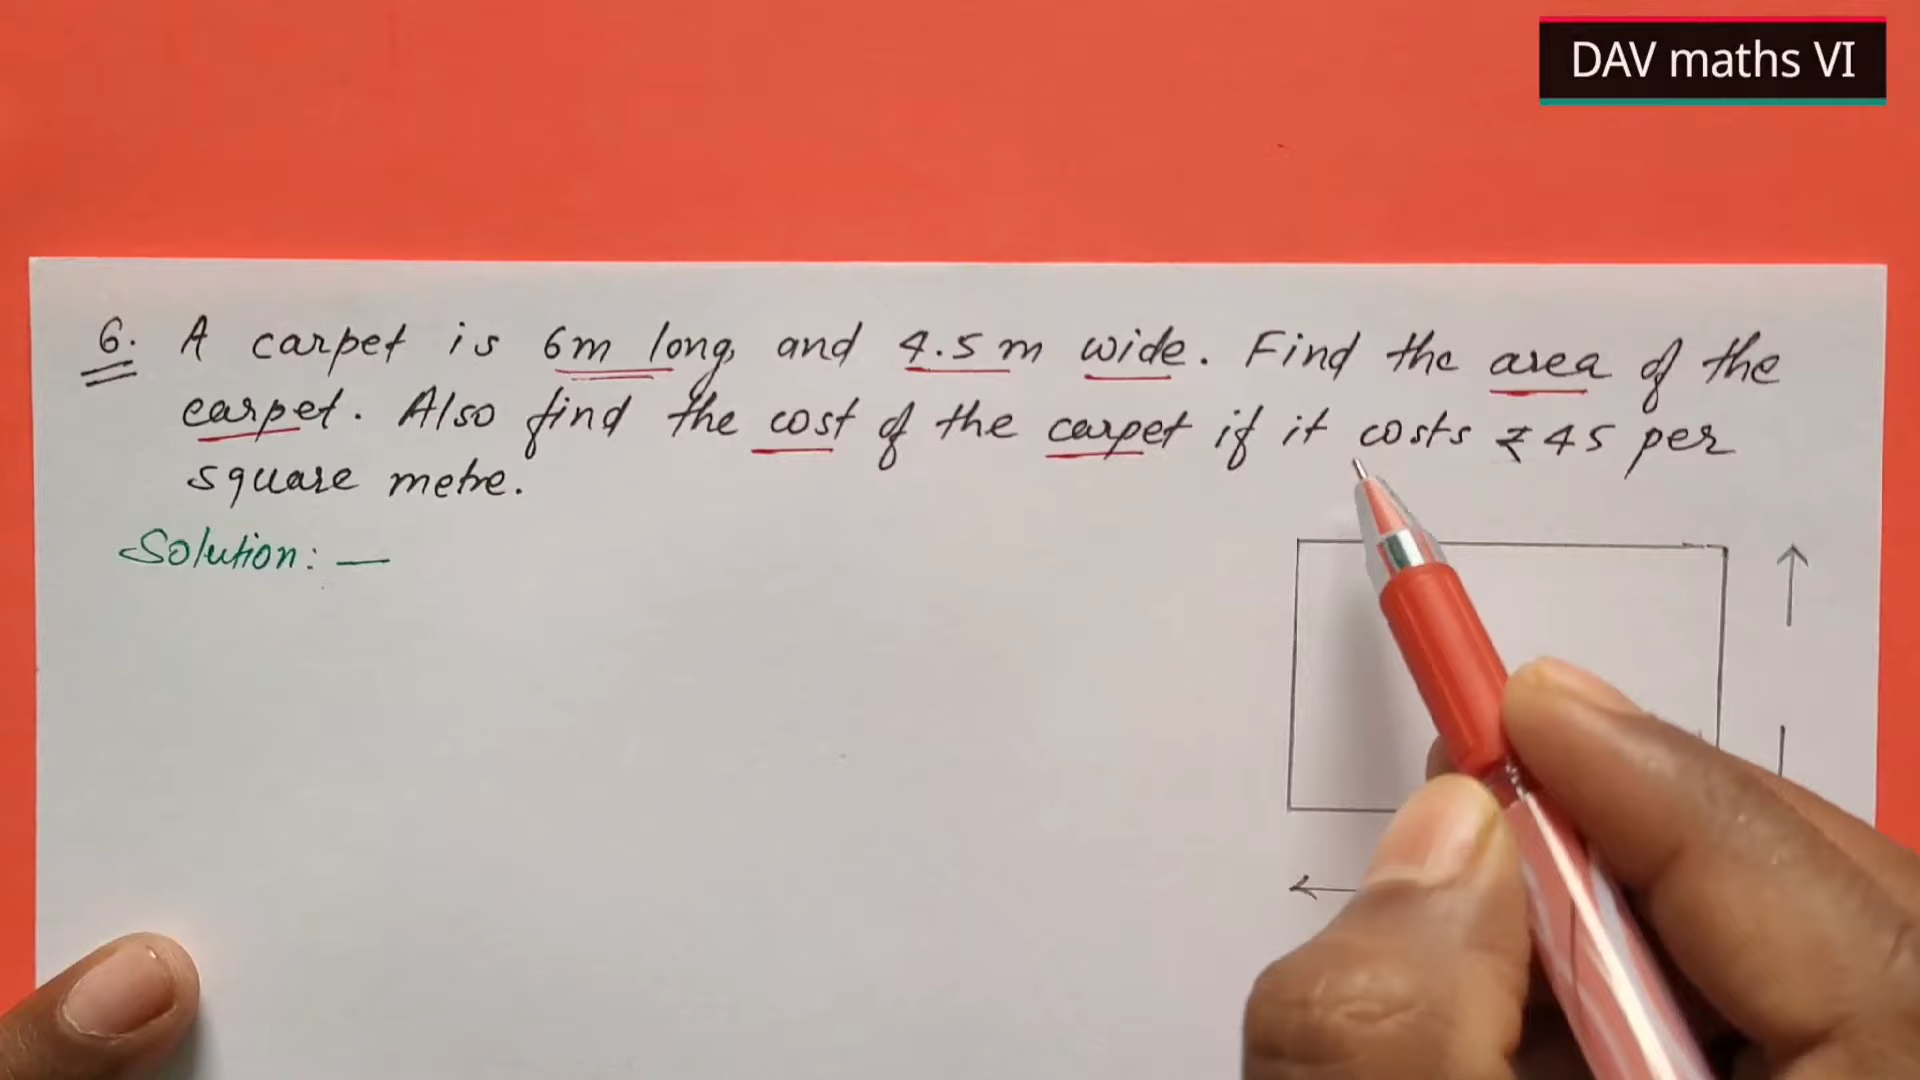 DAV maths VI
6. A carpet is 6m long, and 4.5m wide. Find the area of the
carpet. Also find the cost of the carpet if it costs ₹45 per
square metre.
Solution: —